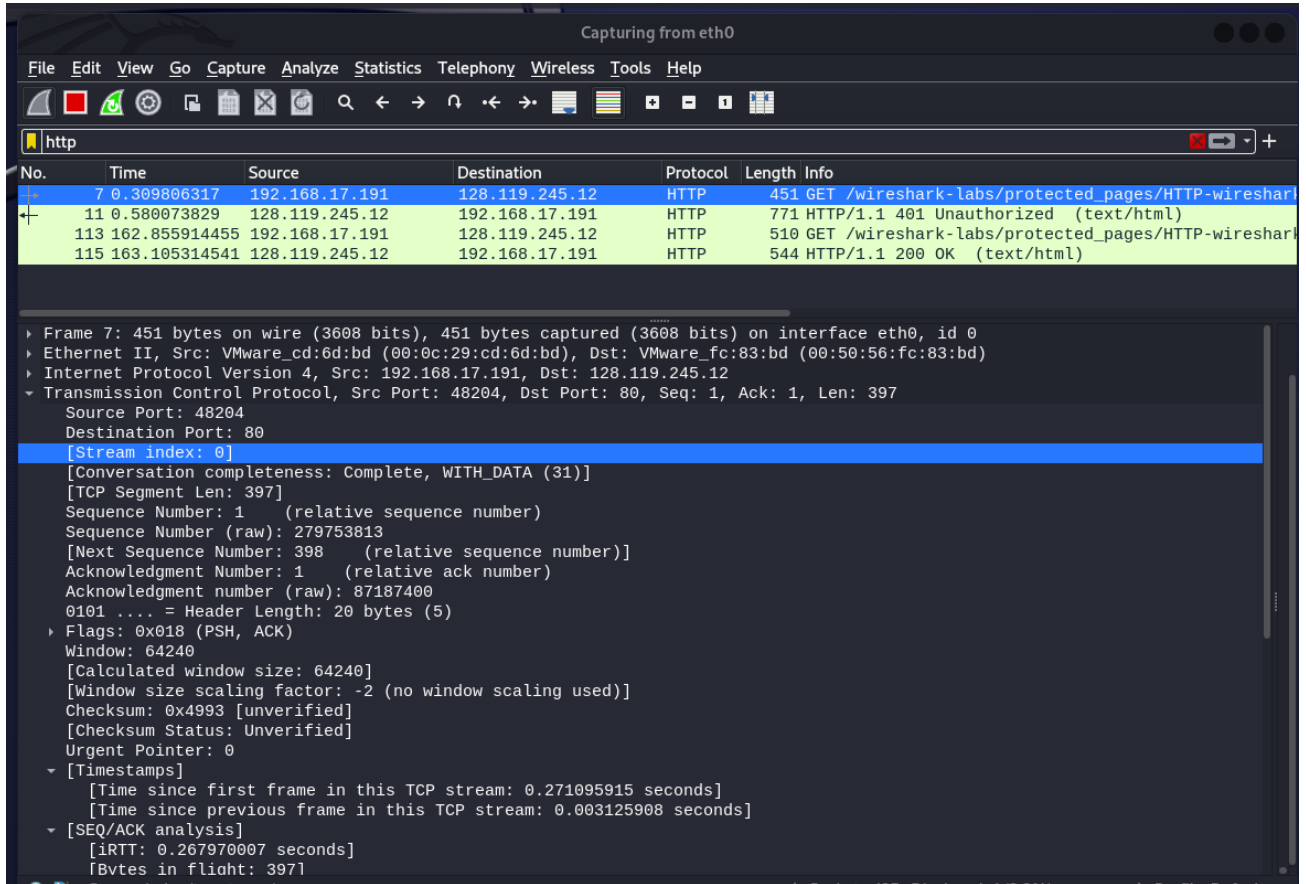 Capturing from eth0
File Edit View Go Capture Analyze Statistics Telephony Wireless Tools Help
http
No. Time Source Destination Protocol Length Info
7 0.309806317 192.168.17.191 128.119.245.12 HTTP 451 GET /wireshark-labs/protected_pages/HTTP-wireshark
11 0.580073829 128.119.245.12 192.168.17.191 HTTP 771 HTTP/1.1 401 Unauthorized (text/html)
113 162.855914455 192.168.17.191 128.119.245.12 HTTP 510 GET /wireshark-labs/protected_pages/HTTP-wireshark
115 163.105314541 128.119.245.12 192.168.17.191 HTTP 544 HTTP/1.1 200 OK (text/html)
Frame 7: 451 bytes on wire (3608 bits), 451 bytes captured (3608 bits) on interface eth0, id 0
Ethernet II, Src: VMware_cd:6d:bd (00:0c:29:cd:6d:bd), Dst: VMware_fc:83:bd (00:50:56:fc:83:bd)
Internet Protocol Version 4, Src: 192.168.17.191, Dst: 128.119.245.12
Transmission Control Protocol, Src Port: 48204, Dst Port: 80, Seq: 1, Ack: 1, Len: 397
Source Port: 48204
Destination Port: 80
[Stream index: 0]
[Conversation completeness: Complete, WITH_DATA (31)]
[TCP Segment Len: 397]
Sequence Number: 1 (relative sequence number)
Sequence Number (raw): 279753813
[Next Sequence Number: 398 (relative sequence number)]
Acknowledgment Number: 1 (relative ack number)
Acknowledgment number (raw): 87187400
0101 .... = Header Length: 20 bytes (5)
Flags: 0x018 (PSH, ACK)
Window: 64240
[Calculated window size: 64240]
[Window size scaling factor: -2 (no window scaling used)]
Checksum: 0x4993 [unverified]
[Checksum Status: Unverified]
Urgent Pointer: 0
[Timestamps]
[Time since first frame in this TCP stream: 0.271095915 seconds]
[Time since previous frame in this TCP stream: 0.003125908 seconds]
[SEQ/ACK analysis]
[iRTT: 0.267970007 seconds]
[Bytes in flight: 397]